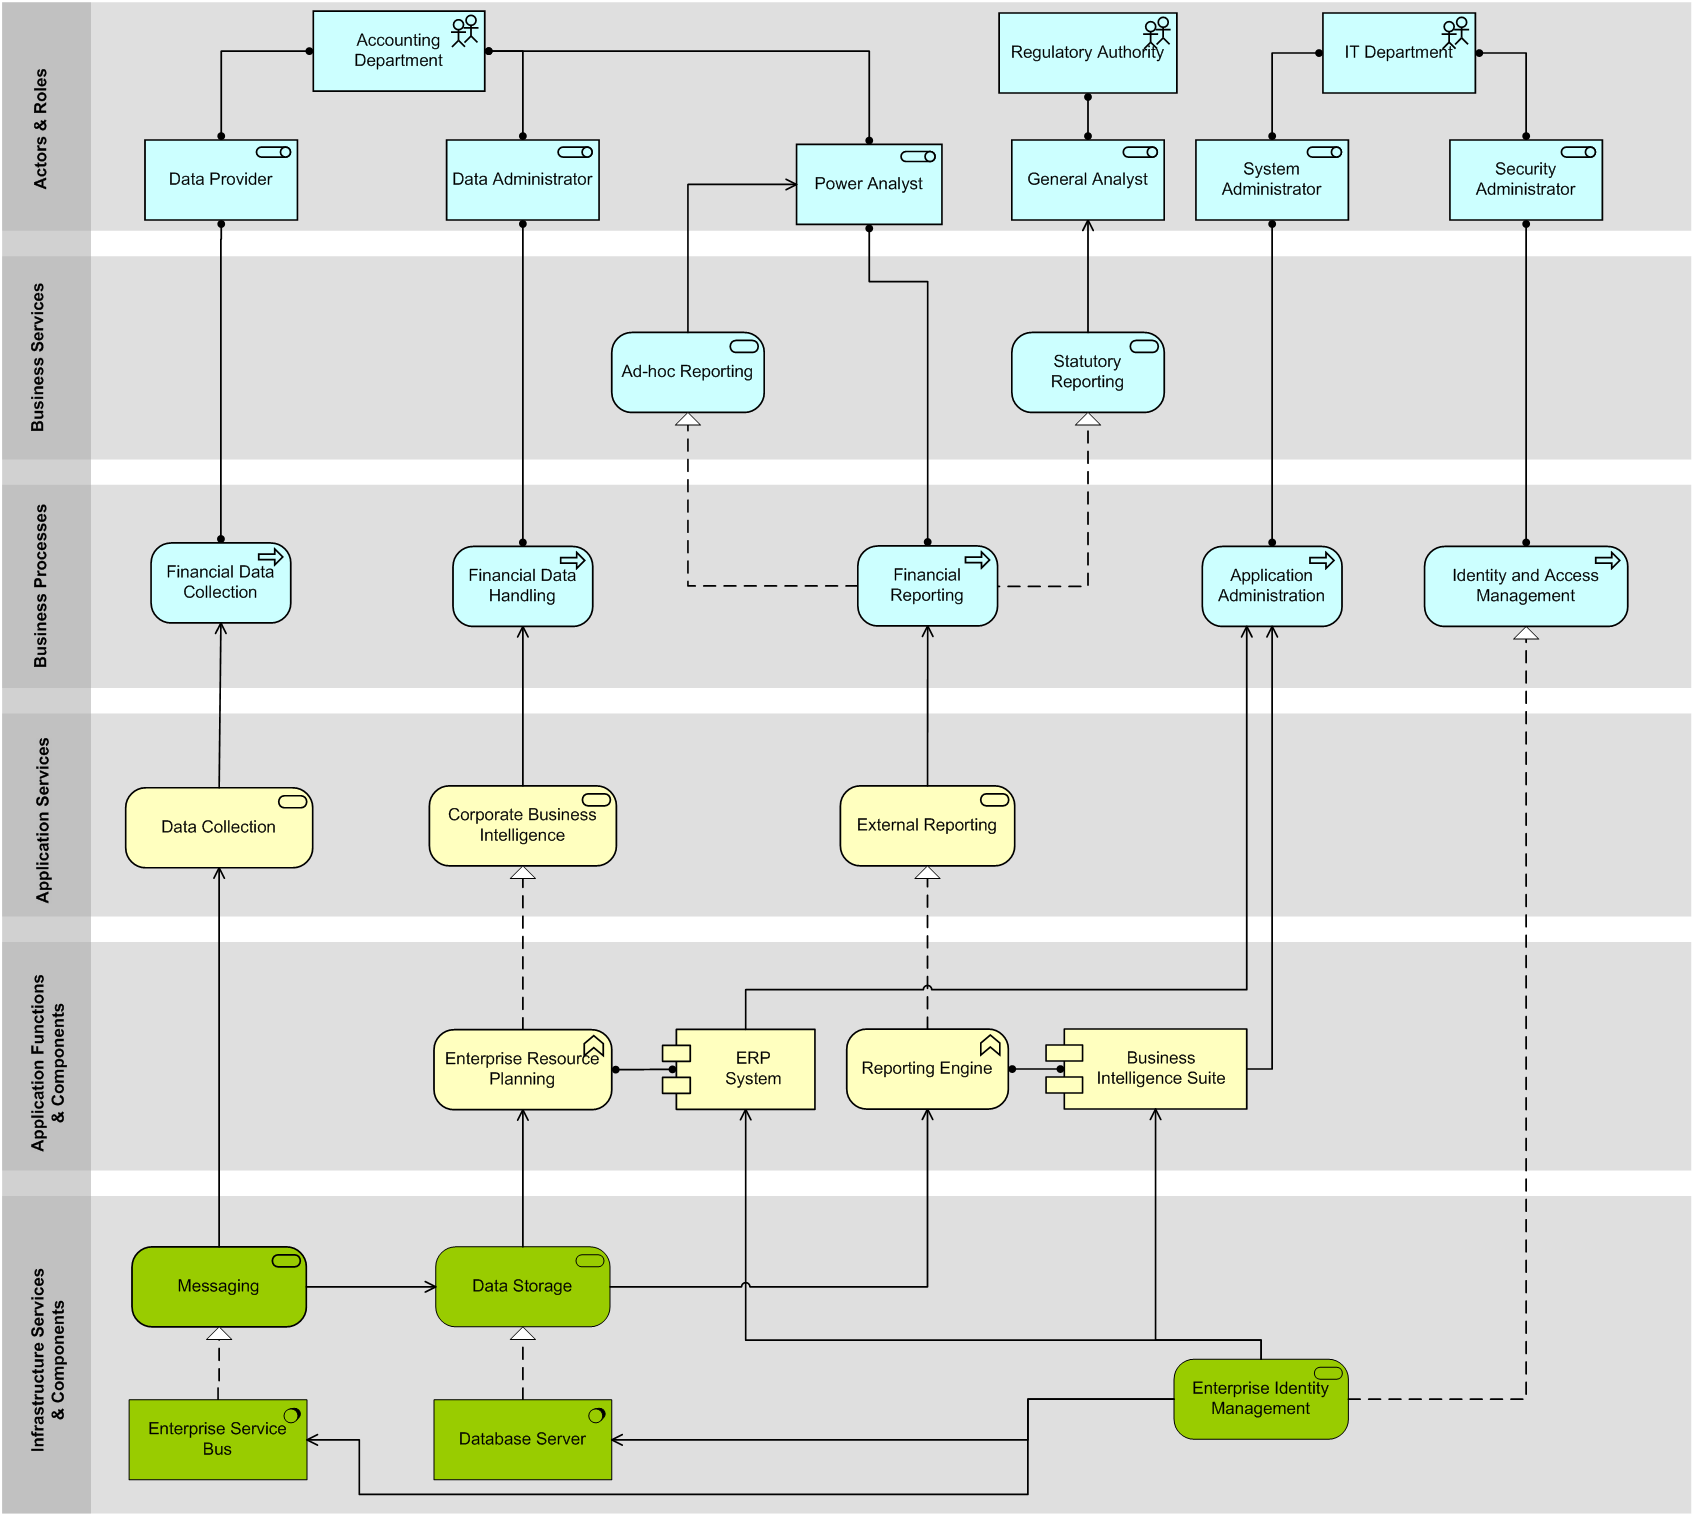 Actors & Roles
Accounting
Department
Regulatory Authority
IT Department
Data Provider
Data Administrator
Power Analyst
General Analyst
System
Administrator
Security
Administrator
Business Services
Ad-hoc Reporting
Statutory
Reporting
Business Processes
Financial Data
Collection
Financial Data
Handling
Financial
Reporting
Application
Administration
Identity and Access
Management
Application Services
Data Collection
Corporate Business
Intelligence
External Reporting
Application Functions
& Components
Enterprise Resource
Planning
ERP
System
Reporting Engine
Business
Intelligence Suite
Infrastructure Services
& Components
Messaging
Data Storage
Enterprise Identity
Management
Enterprise Service
Bus
Database Server